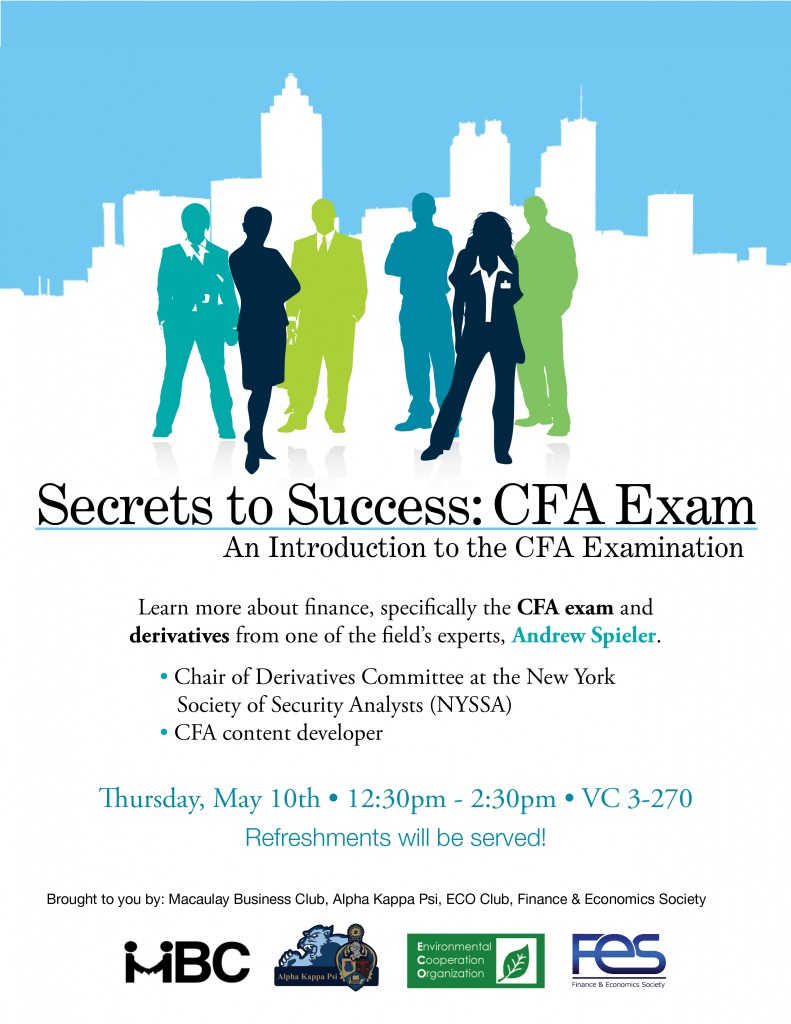 Secrets to Success: CFA Exam
An Introduction to the CFA Examination
Learn more about finance, specifically the CFA exam and
derivatives from one of the field's experts, Andrew Spieler.
• Chair of Derivatives Committee at the New York
Society of Security Analysts (NYSSA)
• CFA content developer
Thursday, May 10th • 12:30pm - 2:30pm • VC 3-270
Refreshments will be served!
Brought to you by: Macaulay Business Club, Alpha Kappa Psi, ECO Club, Finance & Economics Society
MBC
Alpha Kappa Psi
Environmental
Cooperation
Organization
FES
Finance & Economics Society